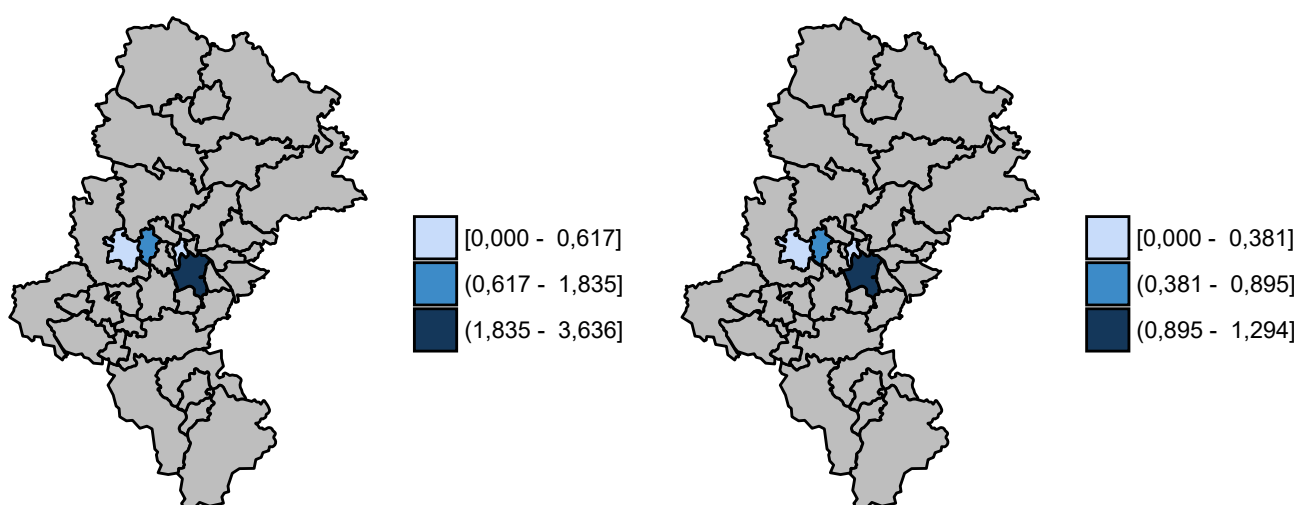 [0,000 - 0,617]
(0,617 - 1,835]
(1,835 - 3,636]
[0,000 - 0,381]
(0,381 - 0,895]
(0,895 - 1,294]